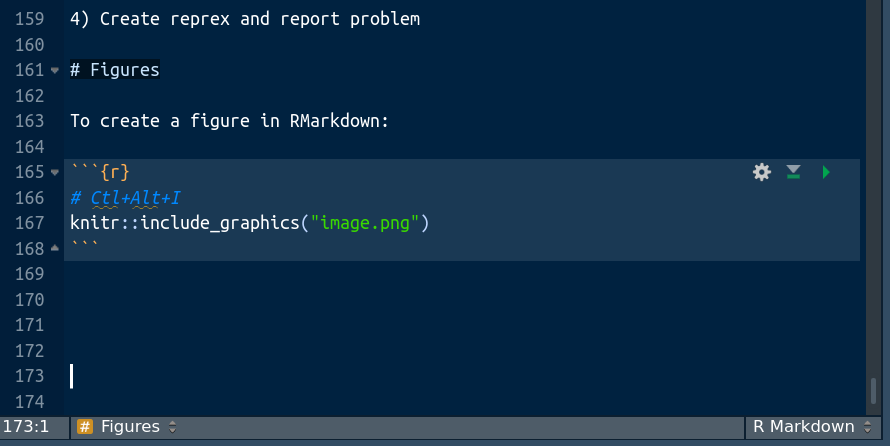 159 4) Create reprex and report problem
160
161 # Figures
162
163 To create a figure in RMarkdown:
164
165 ```{r}
166 # Ctl+Alt+I
167 knitr::include_graphics("image.png")
168 ```
169
170
171
172
173
174
173:1 # Figures R Markdown